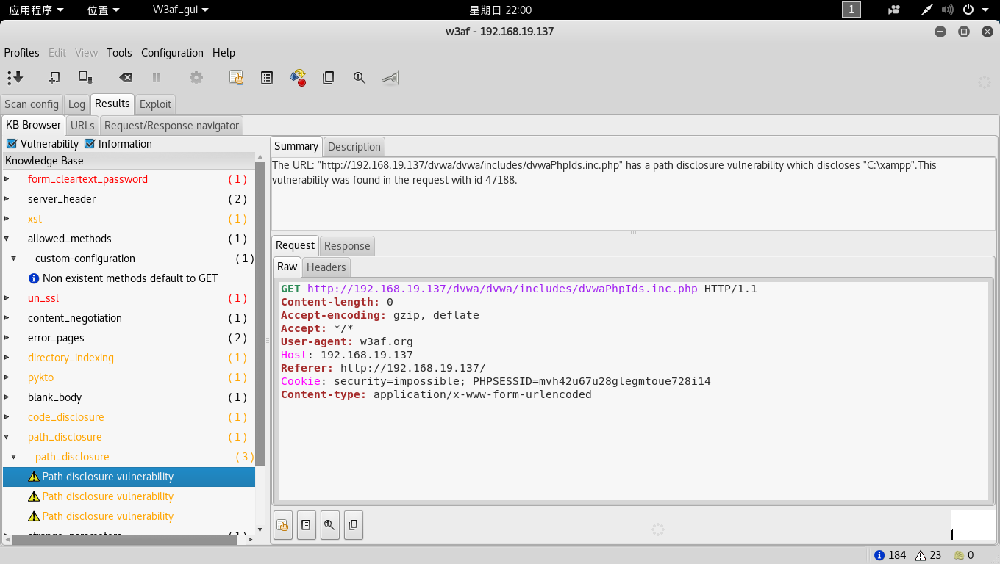 应用程序 位置 W3af_gui 星期日 22:00 1
w3af - 192.168.19.137
Profiles Edit View Tools Configuration Help
Scan config Log Results Exploit
KB Browser URLs Request/Response navigator
Vulnerability Information
Knowledge Base
form_cleartext_password ( 1 )
server_header ( 2 )
xst ( 1 )
allowed_methods ( 1 )
custom-configuration ( 1 )
Non existent methods default to GET
un_ssl ( 1 )
content_negotiation ( 1 )
error_pages ( 2 )
directory_indexing ( 1 )
pykto ( 1 )
blank_body ( 1 )
code_disclosure ( 1 )
path_disclosure ( 1 )
path_disclosure ( 3 )
Path disclosure vulnerability
Path disclosure vulnerability
Path disclosure vulnerability
Summary Description
The URL: "http://192.168.19.137/dvwa/dvwa/includes/dvwaPhpIds.inc.php" has a path disclosure vulnerability which discloses "C:\xampp".This
vulnerability was found in the request with id 47188.
Request Response
Raw Headers
GET http://192.168.19.137/dvwa/dvwa/includes/dvwaPhpIds.inc.php HTTP/1.1
Content-length: 0
Accept-encoding: gzip, deflate
Accept: */*
User-agent: w3af.org
Host: 192.168.19.137
Referer: http://192.168.19.137/
Cookie: security=impossible; PHPSESSID=mvh42u67u28glegmtoue728i14
Content-type: application/x-www-form-urlencoded
184 23 0